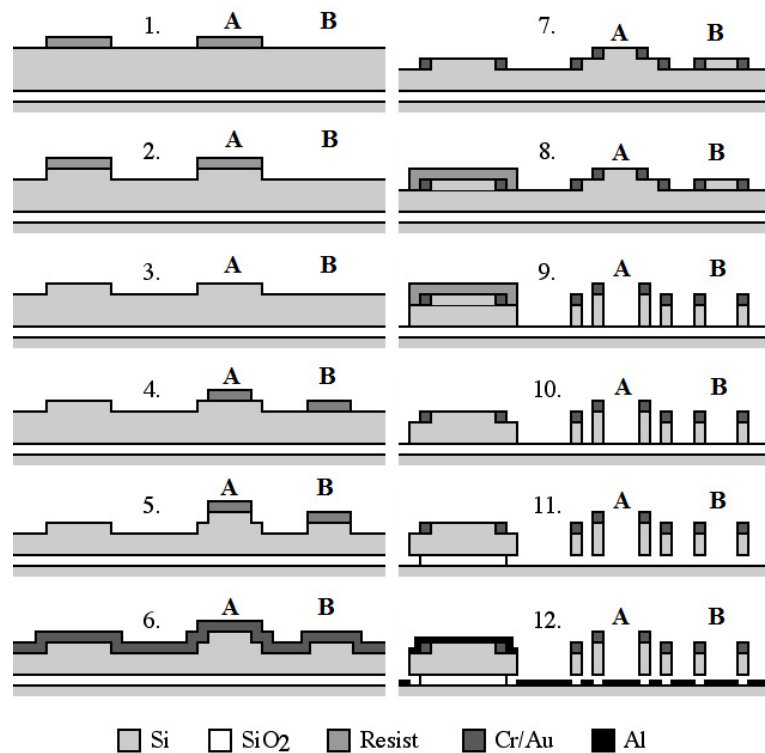 1. A B
2. A B
3. A B
4. A B
5. A B
6. A B
7. A B
8. A B
9. A B
10. A B
11. A B
12. A B
Si SiO2 Resist Cr/Au Al